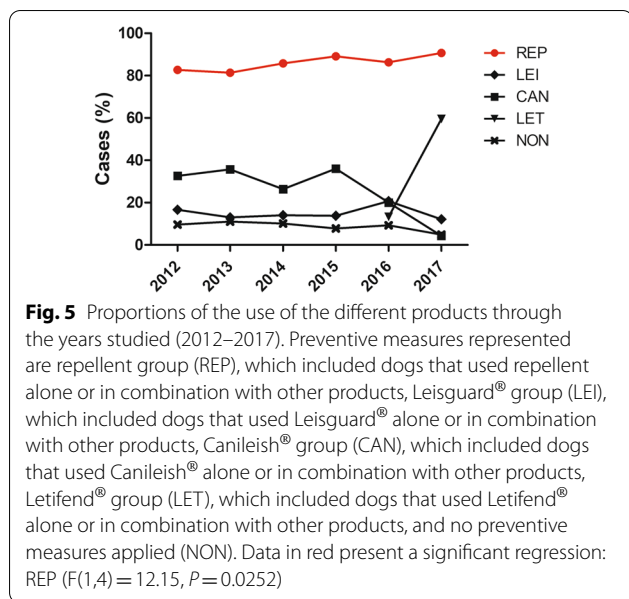 100
80
60
40
20
0
Cases (%)
2012
2013
2014
2015
2016
2017
REP
LEI
CAN
LET
NON
Fig. 5 Proportions of the use of the different products through
the years studied (2012–2017). Preventive measures represented
are repellent group (REP), which included dogs that used repellent
alone or in combination with other products, Leisguard® group (LEI),
which included dogs that used Leisguard® alone or in combination
with other products, Canileish® group (CAN), which included dogs
that used Canileish® alone or in combination with other products,
Letifend® group (LET), which included dogs that used Letifend®
alone or in combination with other products, and no preventive
measures applied (NON). Data in red present a significant regression:
REP (F(1,4) = 12.15, P = 0.0252)